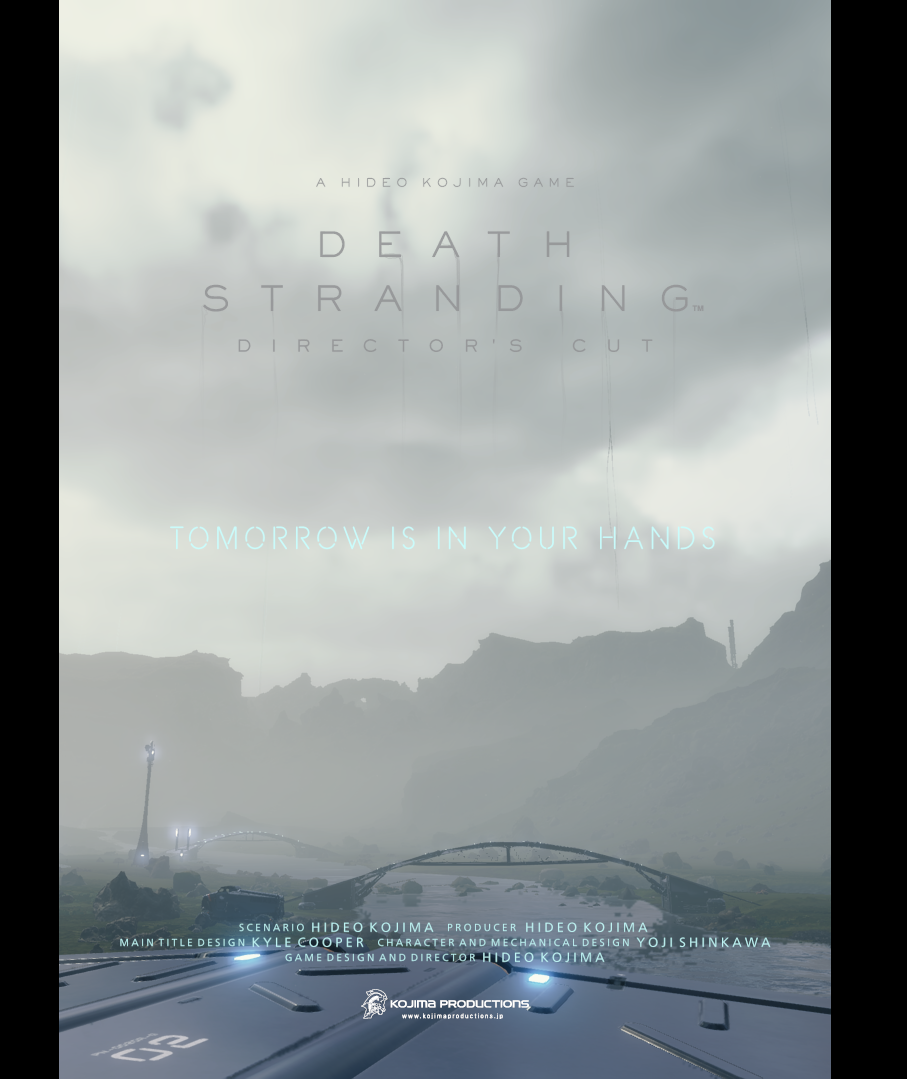 A HIDEO KOJIMA GAME
DEATH
STRANDING™
DIRECTOR'S CUT
TOMORROW IS IN YOUR HANDS
SCENARIO HIDEO KOJIMA PRODUCER HIDEO KOJIMA
MAIN TITLE DESIGN KYLE COOPER CHARACTER AND MECHANICAL DESIGN YOJI SHINKAWA
GAME DESIGN AND DIRECTOR HIDEO KOJIMA
KOJIMA PRODUCTIONS
www.kojimaproductions.jp